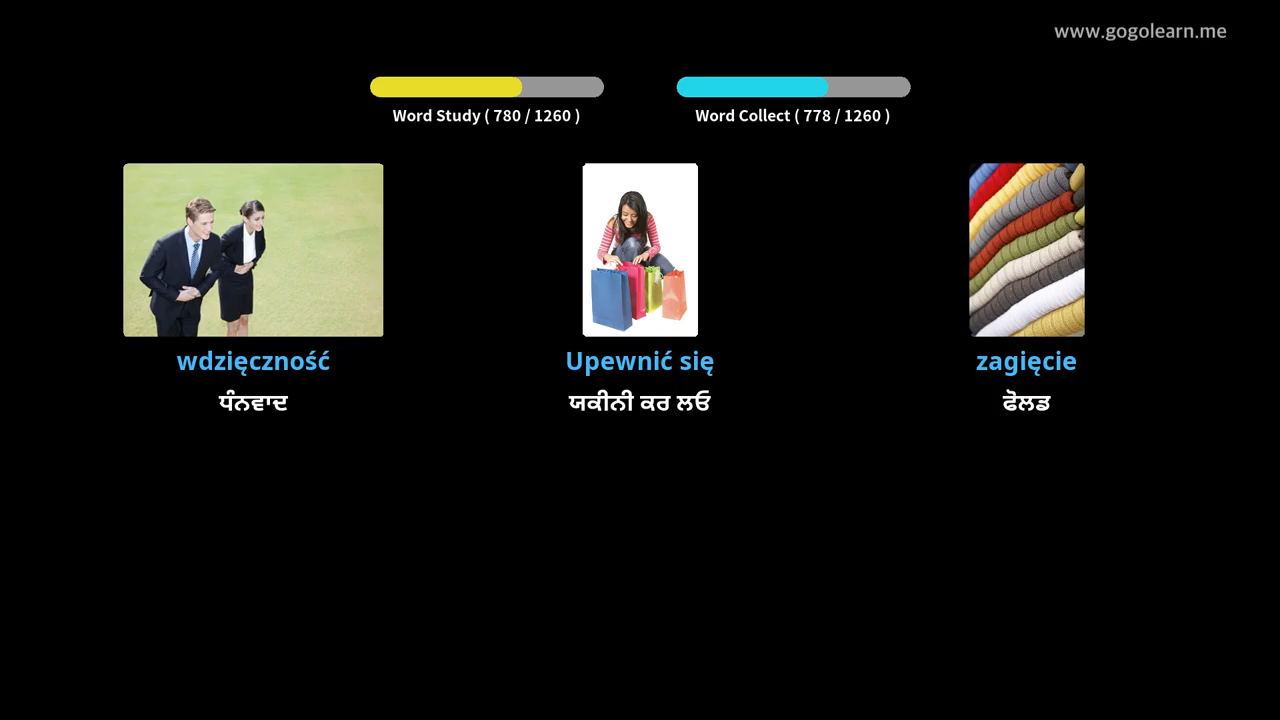 www.gogolearn.me
Word Study ( 780 / 1260 )
Word Collect ( 778 / 1260 )
wdzięczność
ਧੰਨਵਾਦ
Upewnić się
ਯਕੀਨੀ ਕਰ ਲਓ
zagięcie
ਫੋਲਡ